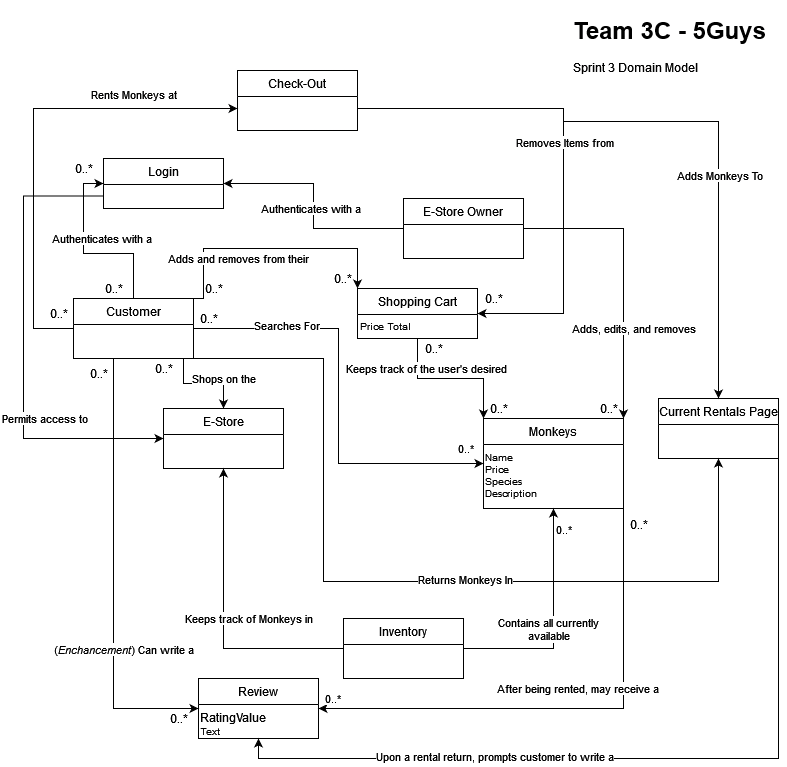 Team 3C - 5Guys
Sprint 3 Domain Model
Check-Out
Rents Monkeys at
Removes Items from
Login
0..*
Adds Monkeys To
E-Store Owner
Authenticates with a
Authenticates with a
Adds and removes from their
0..*
0..*
0..*
Customer
0..*
0..*
Shopping Cart
0..*
Price Total
Searches For
Adds, edits, and removes
0..*
Keeps track of the user's desired
0..*
0..*
Shops on the
Permits access to
E-Store
0..*
0..*
Current Rentals Page
Monkeys
0..*
Name
Price
Species
Description
0..*
0..*
Returns Monkeys In
Keeps track of Monkeys in
Inventory
Contains all currently
available
(Enchancement) Can write a
Review
After being rented, may receive a
0..*
0..*
RatingValue
Text
Upon a rental return, prompts customer to write a